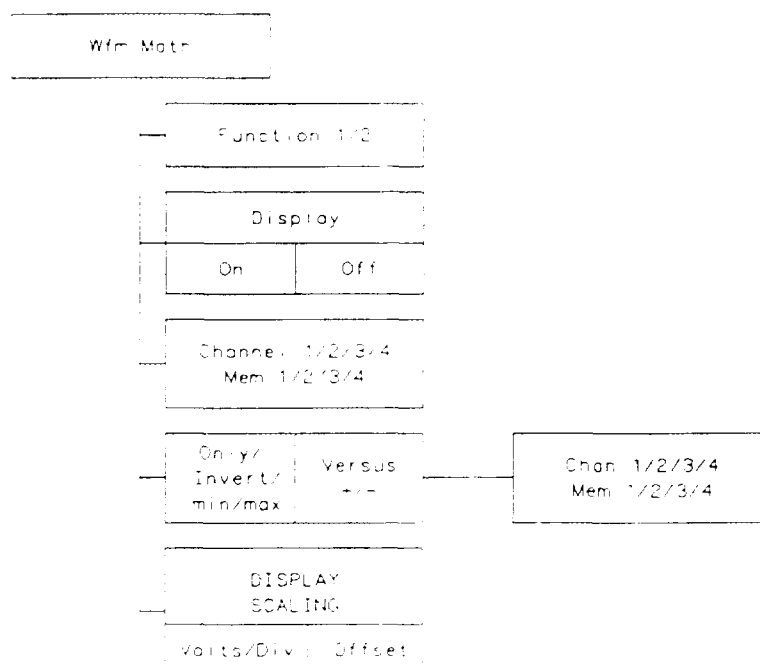 Wfm Math
Function 1/2
Display
On Off
Channel 1/2/3/4
Mem 1/2/3/4
Only/
Invert/
min/max
Versus
+/-
Chan 1/2/3/4
Mem 1/2/3/4
DISPLAY
SCALING
Volts/Div; Offset